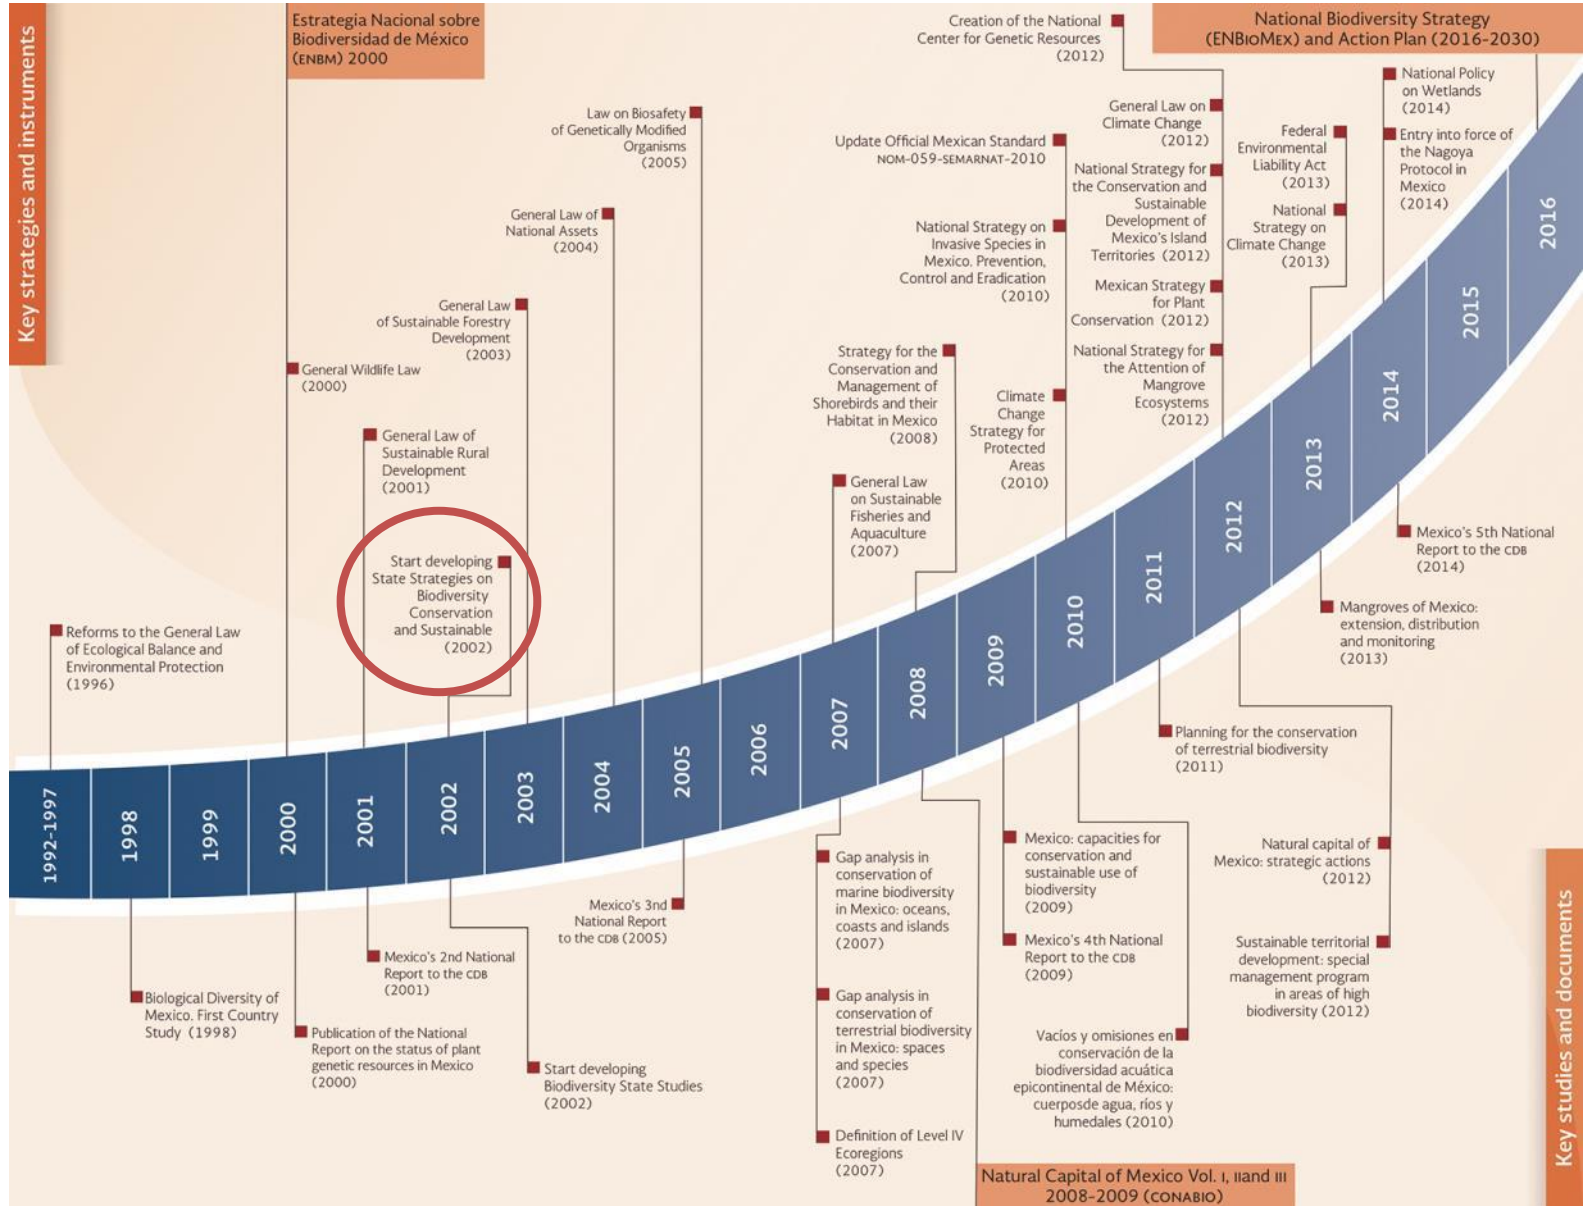 Key strategies and instruments
Estrategia Nacional sobre
Biodiversidad de México
(ENBM) 2000
National Biodiversity Strategy
(ENBIOMEX) and Action Plan (2016-2030)
Reforms to the General Law
of Ecological Balance and
Environmental Protection
(1996)
General Wildlife Law
(2000)
General Law of
Sustainable Rural
Development
(2001)
Start developing
State Strategies on
Biodiversity
Conservation
and Sustainable
(2002)
General Law
of Sustainable Forestry
Development
(2003)
General Law of
National Assets
(2004)
Law on Biosafety
of Genetically Modified
Organisms
(2005)
General Law
on Sustainable
Fisheries and
Aquaculture
(2007)
Strategy for the
Conservation and
Management of
Shorebirds and their
Habitat in Mexico
(2008)
Update Official Mexican Standard
NOM-059-SEMARNAT-2010
National Strategy on
Invasive Species in
Mexico. Prevention,
Control and Eradication
(2010)
Climate
Change
Strategy for
Protected
Areas
(2010)
Creation of the National
Center for Genetic Resources
(2012)
General Law on
Climate Change
(2012)
National Strategy for
the Conservation and
Sustainable
Development of
Mexico's Island
Territories (2012)
Mexican Strategy
for Plant
Conservation (2012)
National Strategy for
the Attention of
Mangrove
Ecosystems
(2012)
Federal
Environmental
Liability Act
(2013)
National
Strategy on
Climate Change
(2013)
National Policy
on Wetlands
(2014)
Entry into force of
the Nagoya
Protocol in
Mexico
(2014)
1992-1997
1998
1999
2000
2001
2002
2003
2004
2005
2006
2007
2008
2009
2010
2011
2012
2013
2014
2015
2016
Biological Diversity of
Mexico. First Country
Study (1998)
Publication of the National
Report on the status of plant
genetic resources in Mexico
(2000)
Mexico's 2nd National
Report to the CDB
(2001)
Start developing
Biodiversity State Studies
(2002)
Mexico's 3nd
National Report
to the CDB (2005)
Gap analysis in
conservation of
marine biodiversity
in Mexico: oceans,
coasts and islands
(2007)
Gap analysis in
conservation of
terrestrial biodiversity
in Mexico: spaces
and species
(2007)
Definition of Level IV
Ecoregions
(2007)
Natural Capital of Mexico Vol. I, IIand III
2008-2009 (CONABIO)
Mexico: capacities for
conservation and
sustainable use of
biodiversity
(2009)
Mexico's 4th National
Report to the CDB
(2009)
Vacíos y omisiones en
conservación de la
biodiversidad acuática
epicontinental de México:
cuerposde agua, ríos y
humedales (2010)
Planning for the conservation
of terrestrial biodiversity
(2011)
Natural capital of
Mexico: strategic actions
(2012)
Sustainable territorial
development: special
management program
in areas of high
biodiversity (2012)
Mangroves of Mexico:
extension, distribution
and monitoring
(2013)
Mexico's 5th National
Report to the CDB
(2014)
Key studies and documents